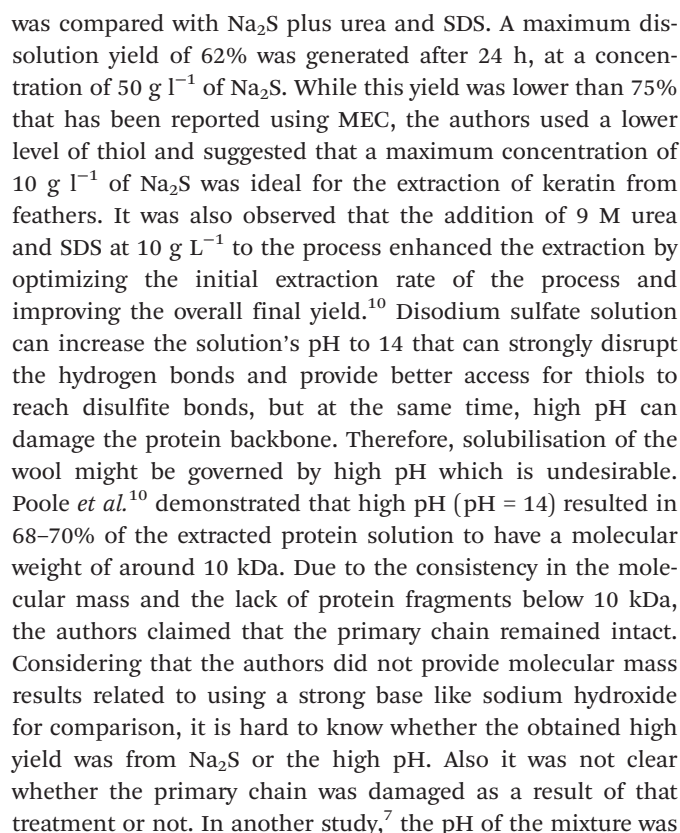 was compared with Na₂S plus urea and SDS. A maximum dis-
solution yield of 62% was generated after 24 h, at a concen-
tration of 50 g l⁻¹ of Na₂S. While this yield was lower than 75%
that has been reported using MEC, the authors used a lower
level of thiol and suggested that a maximum concentration of
10 g l⁻¹ of Na₂S was ideal for the extraction of keratin from
feathers. It was also observed that the addition of 9 M urea
and SDS at 10 g L⁻¹ to the process enhanced the extraction by
optimizing the initial extraction rate of the process and
improving the overall final yield.¹⁰ Disodium sulfate solution
can increase the solution's pH to 14 that can strongly disrupt
the hydrogen bonds and provide better access for thiols to
reach disulfite bonds, but at the same time, high pH can
damage the protein backbone. Therefore, solubilisation of the
wool might be governed by high pH which is undesirable.
Poole et al.¹⁰ demonstrated that high pH (pH = 14) resulted in
68–70% of the extracted protein solution to have a molecular
weight of around 10 kDa. Due to the consistency in the mole-
cular mass and the lack of protein fragments below 10 kDa,
the authors claimed that the primary chain remained intact.
Considering that the authors did not provide molecular mass
results related to using a strong base like sodium hydroxide
for comparison, it is hard to know whether the obtained high
yield was from Na₂S or the high pH. Also it was not clear
whether the primary chain was damaged as a result of that
treatment or not. In another study,⁷ the pH of the mixture was